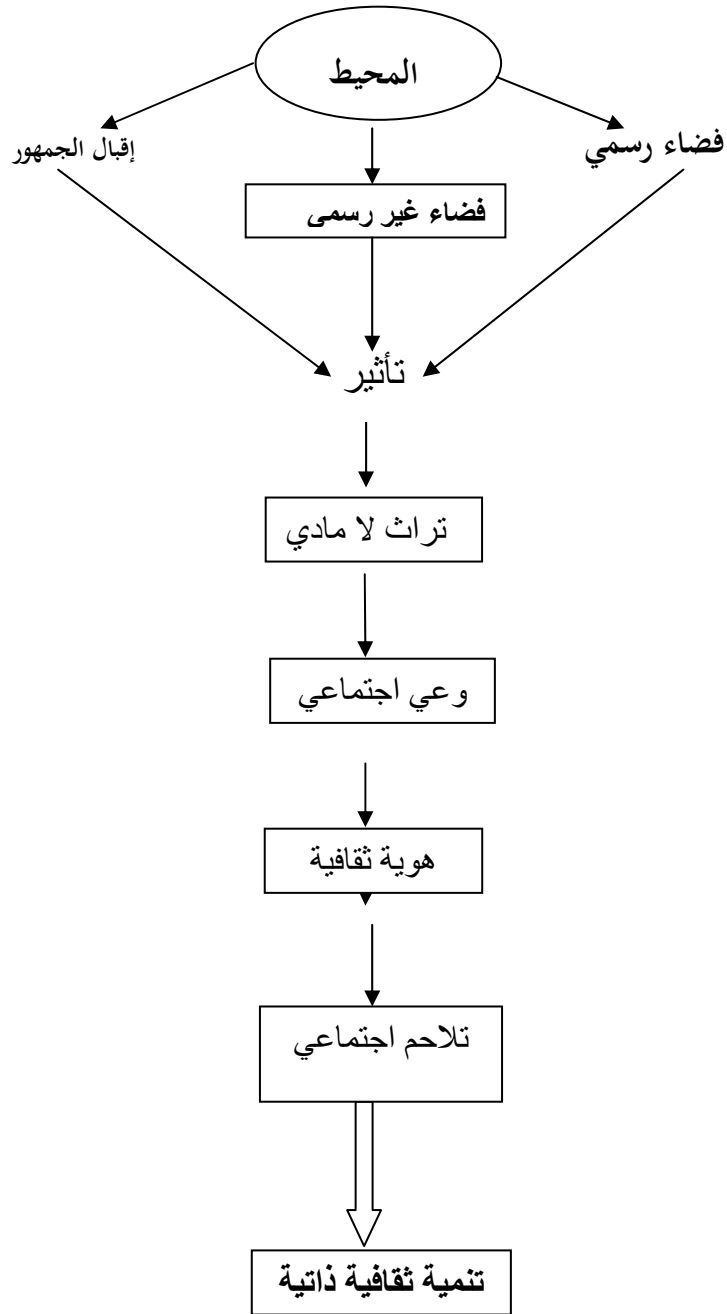 المحيط
فضاء رسمي
إقبال الجمهور
فضاء غير رسمى
تأثير
تراث لا مادي
وعي اجتماعي
هوية ثقافية
تلاحم اجتماعي
تنمية ثقافية ذاتية